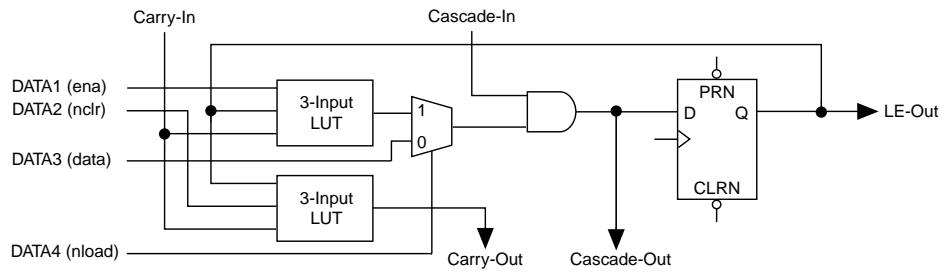 Carry-In
Cascade-In
DATA1 (ena)
DATA2 (nclr)
3-Input
LUT
1
0
PRN
D
Q
LE-Out
DATA3 (data)
3-Input
LUT
CLRN
DATA4 (nload)
Carry-Out
Cascade-Out